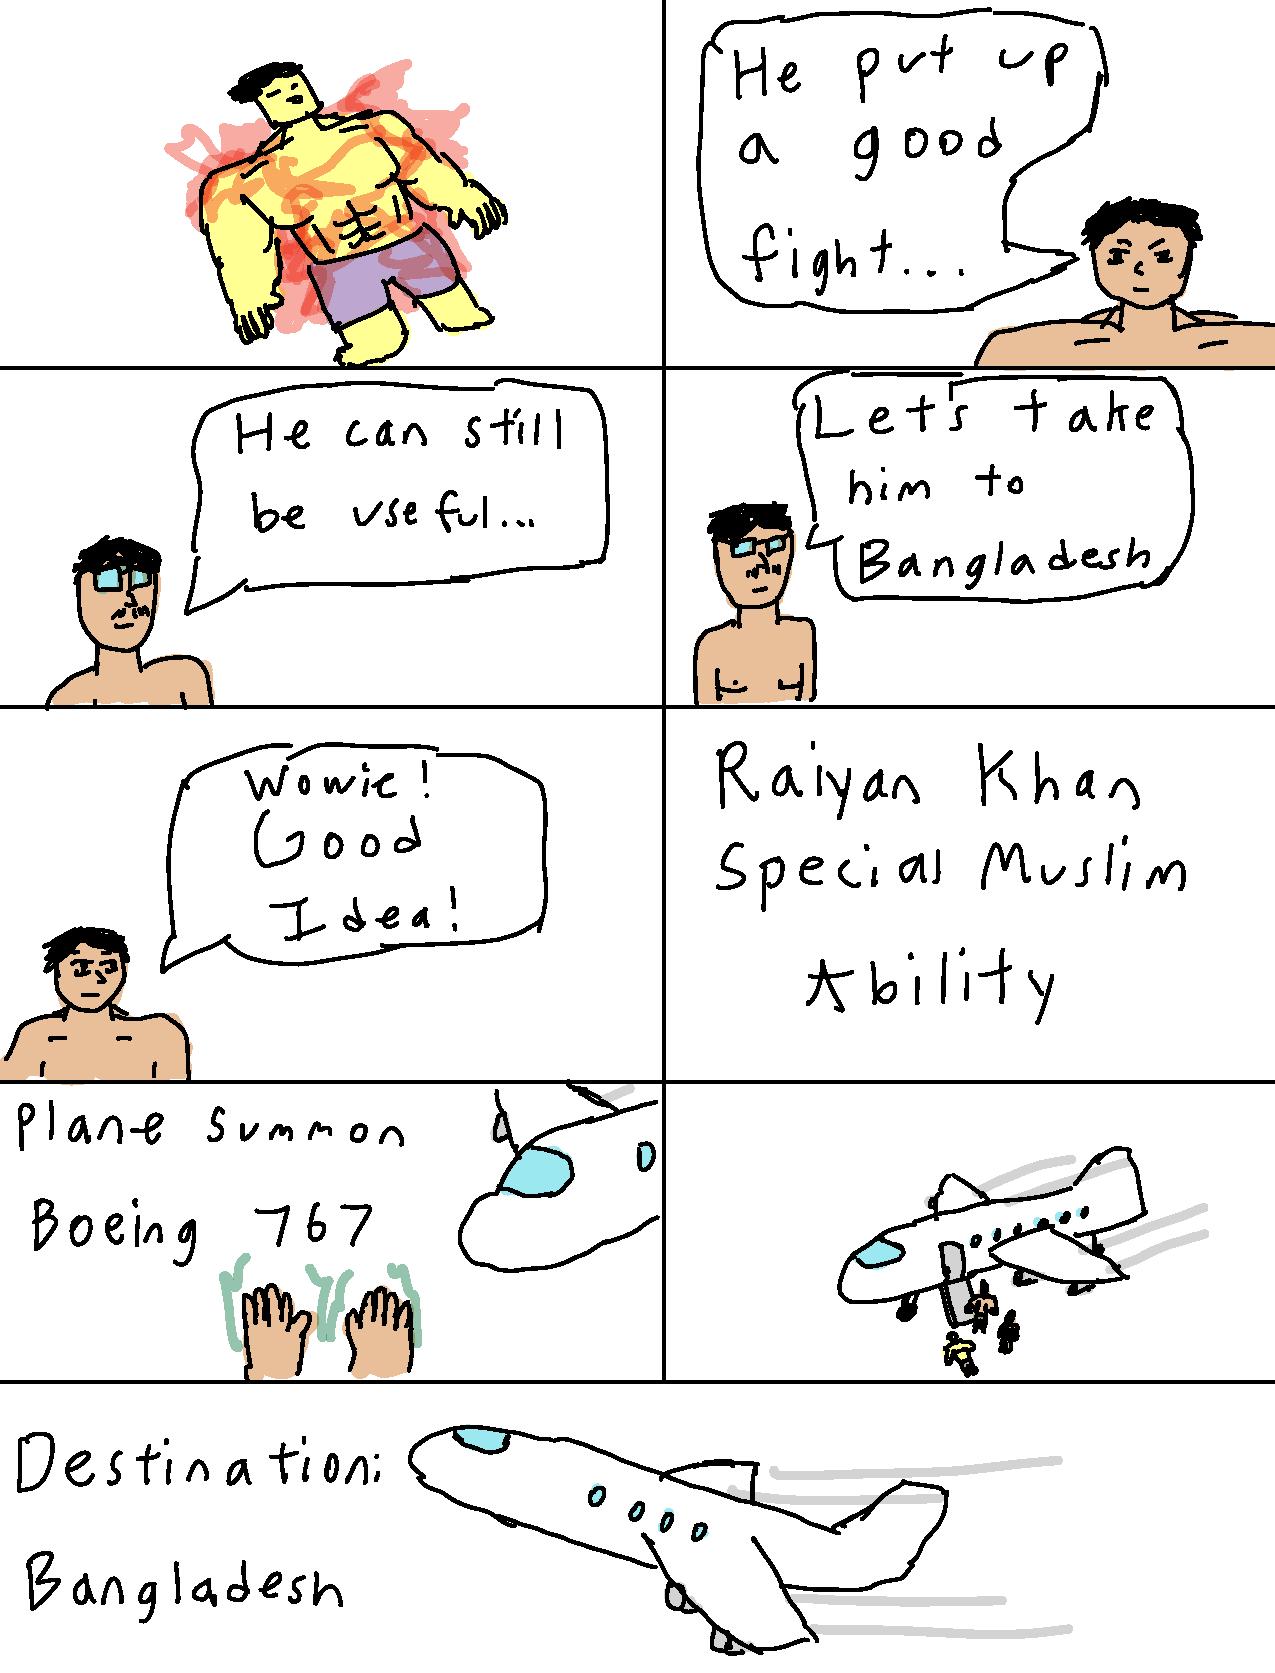 He put up
a good
fight...
He can still
be useful...
Let's take
him to
Bangladesh
Wowie!
Good
Idea!
Raiyan Khan
Special Muslim
Ability
Plane Summon
Boeing 767
Destination:
Bangladesh